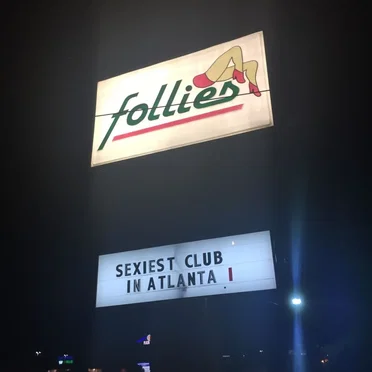 follies
SEXIEST CLUB
IN ATLANTA